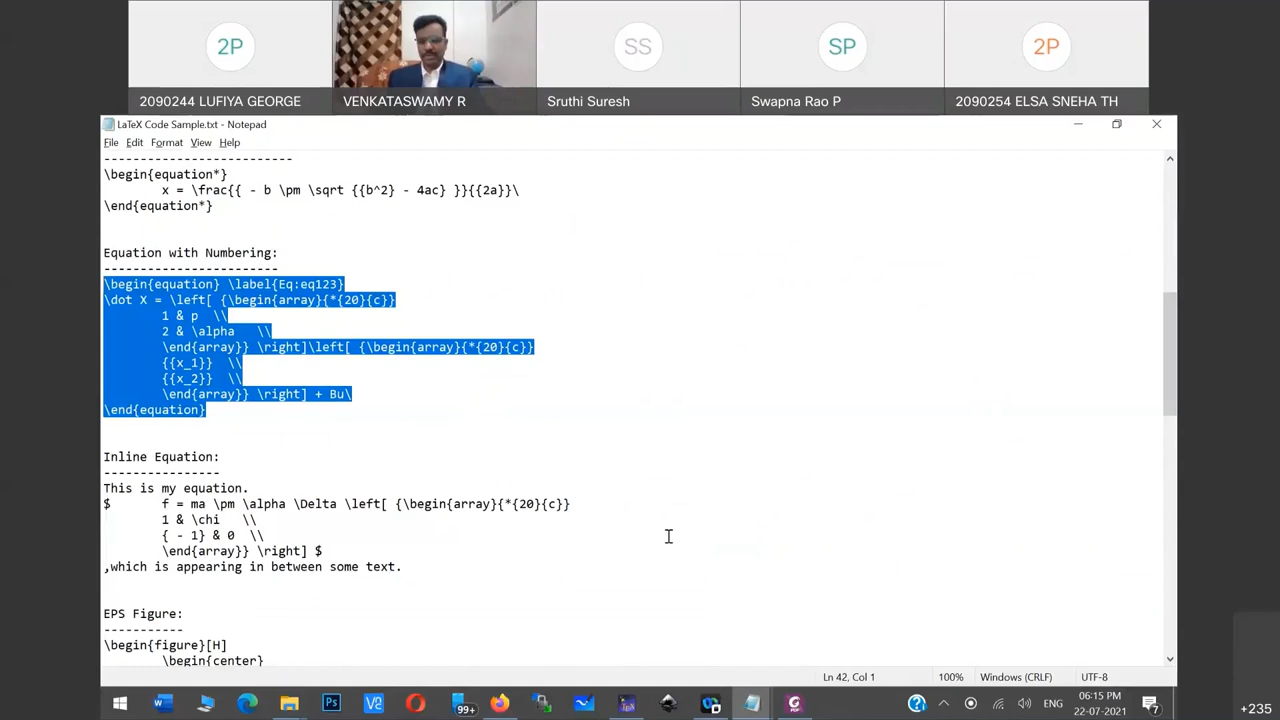 2P
SS
SP
2P
2090244 LUFIYA GEORGE
VENKATASWAMY R
Sruthi Suresh
Swapna Rao P
2090254 ELSA SNEHA TH
LaTeX Code Sample.txt - Notepad
File Edit Format View Help
---------------------------
\begin{equation*}
x = \frac{{ - b \pm \sqrt {{b^2} - 4ac} }}{{2a}}\
\end{equation*}
Equation with Numbering:
-------------------------
\begin{equation} \label{Eq:eq123}
\dot X = \left[ {\begin{array}{*{20}{c}}
1 & p \\
2 & \alpha \\
\end{array}} \right]\left[ {\begin{array}{*{20}{c}}
{{x_1}} \\
{{x_2}} \\
\end{array}} \right] + Bu\
\end{equation}
Inline Equation:
----------------
This is my equation.
$ f = ma \pm \alpha \Delta \left[ {\begin{array}{*{20}{c}}
1 & \chi \\
{ - 1} & 0 \\
\end{array}} \right] $
,which is appearing in between some text.
EPS Figure:
-----------
\begin{figure}[H]
\begin{center}
Ln 42, Col 1
100%
Windows (CRLF)
UTF-8
99+
ENG
06:15 PM
22-07-2021
7
+235